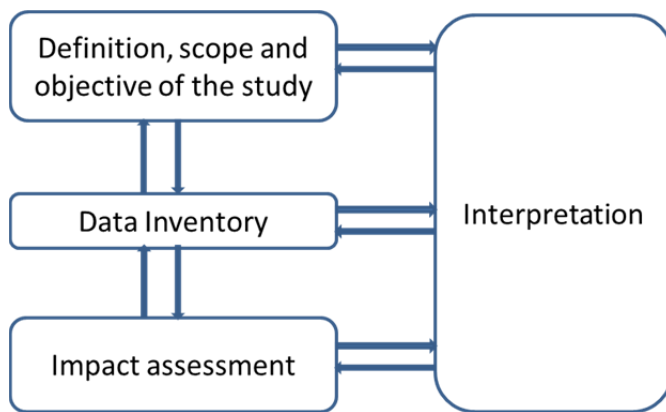 Definition, scope and
objective of the study
Data Inventory
Interpretation
Impact assessment